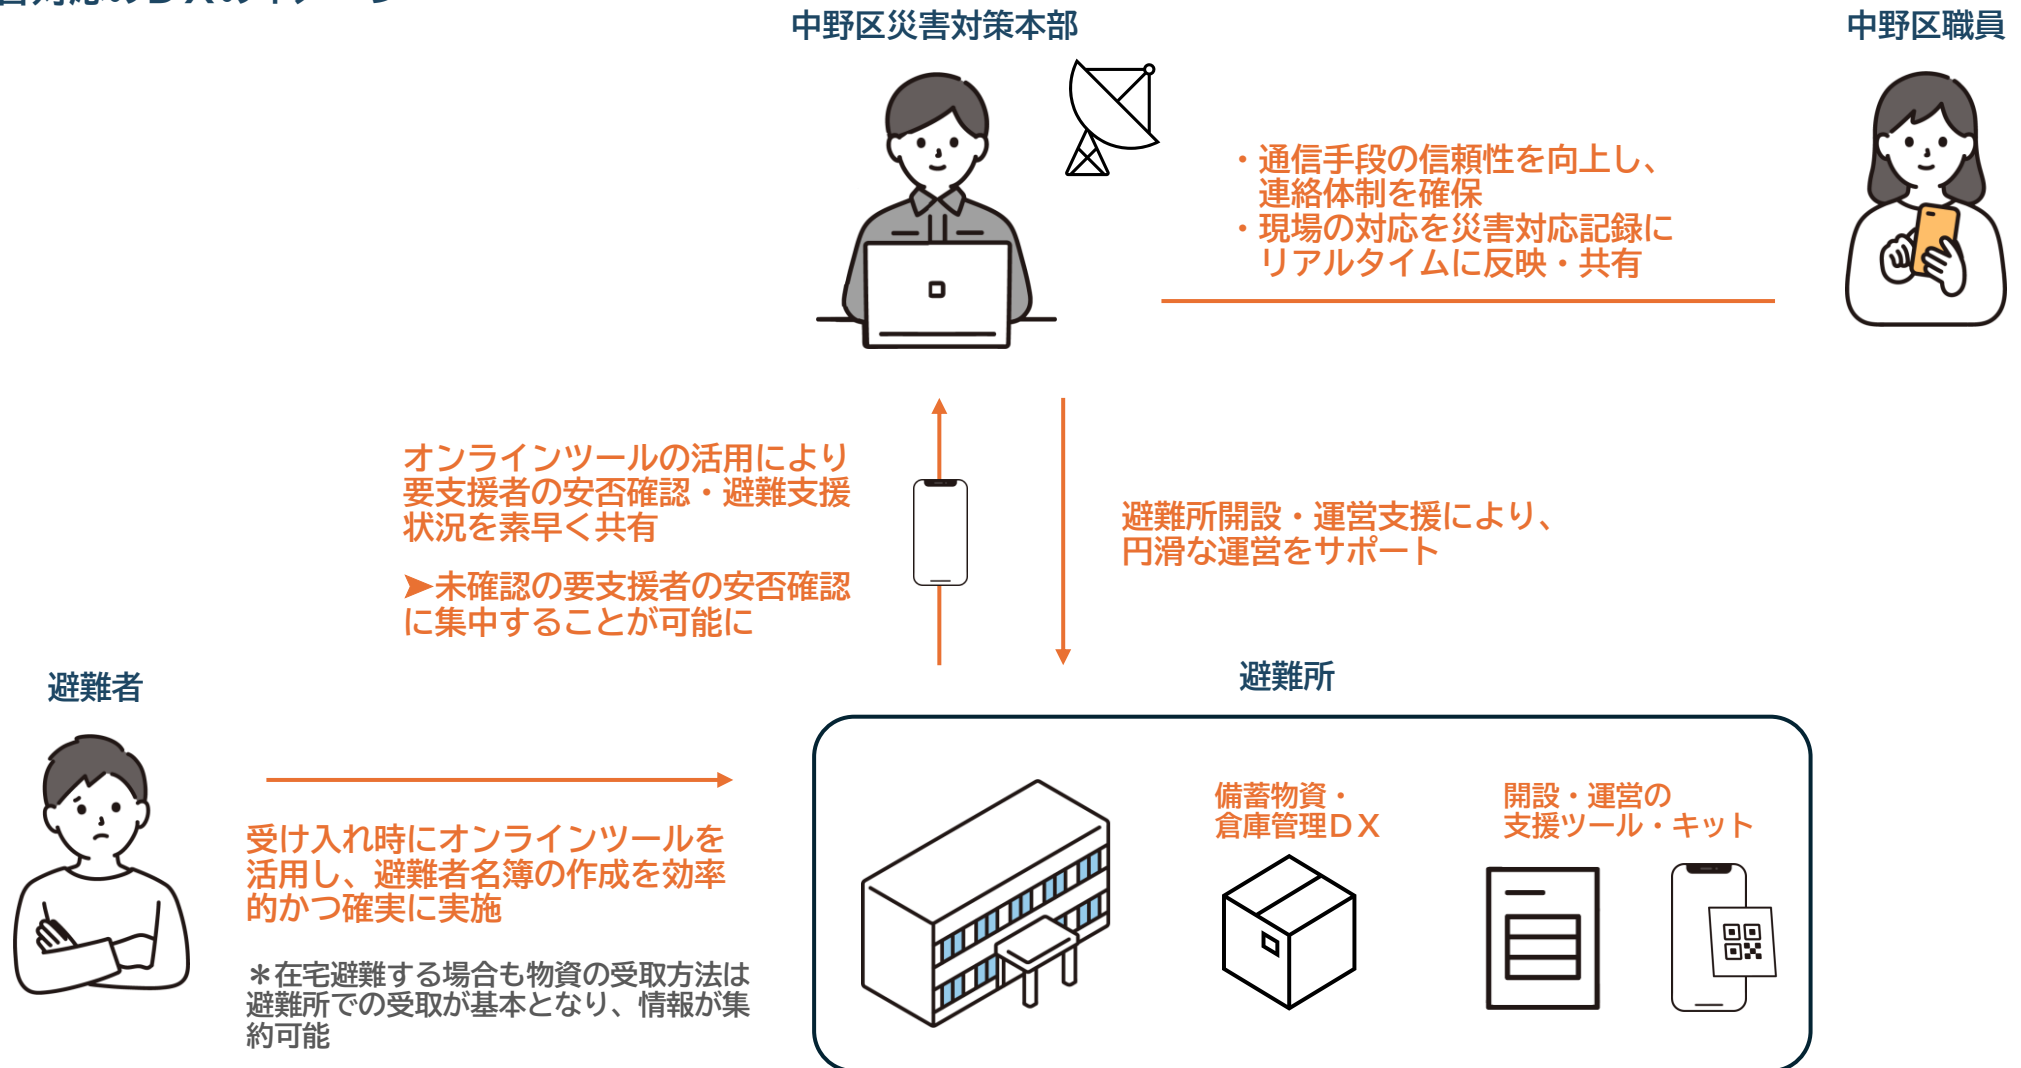 害対応のDXのイメージ
中野区災害対策本部
中野区職員
・通信手段の信頼性を向上し、
連絡体制を確保
・現場の対応を災害対応記録に
リアルタイムに反映・共有
オンラインツールの活用により
要支援者の安否確認・避難支援
状況を素早く共有
➤未確認の要支援者の安否確認
に集中することが可能に
避難所開設・運営支援により、
円滑な運営をサポート
避難者
受け入れ時にオンラインツールを
活用し、避難者名簿の作成を効率
的かつ確実に実施
＊在宅避難する場合も物資の受取方法は
避難所での受取が基本となり、情報が集
約可能
避難所
備蓄物資・
倉庫管理ＤＸ
開設・運営の
支援ツール・キット